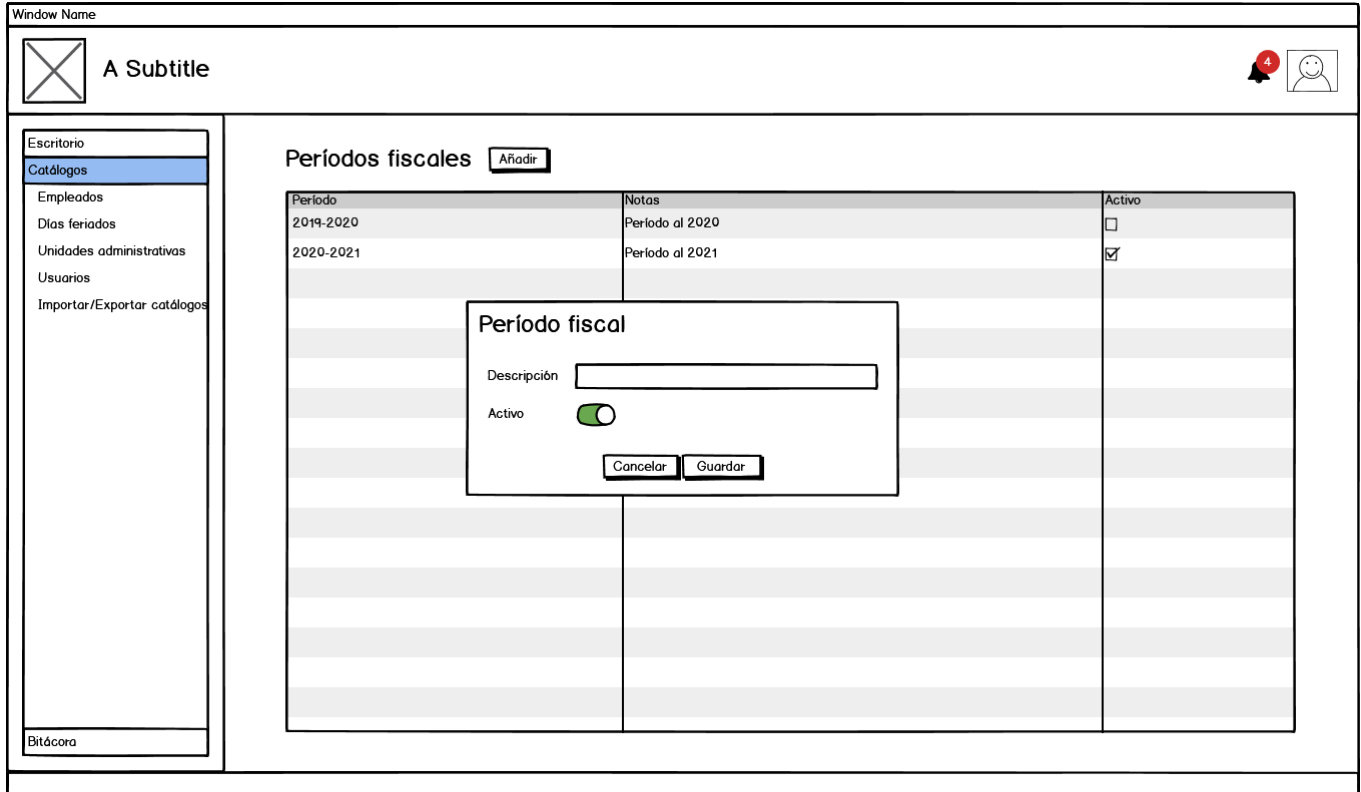 Window Name
A Subtitle
4
Escritorio
Catálogos
Empleados
Días feriados
Unidades administrativas
Usuarios
Importar/Exportar catálogos
Bitácora
Períodos fiscales Añadir
Período Notas Activo
2019-2020 Período al 2020
2020-2021 Período al 2021
Período fiscal
Descripción
Activo
Cancelar Guardar